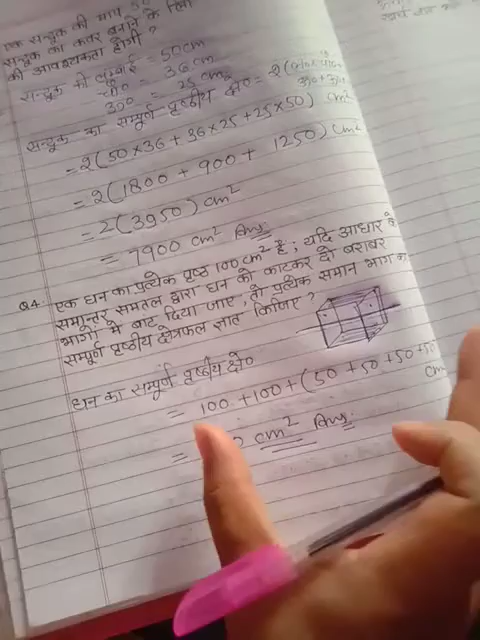 एक सन्दूक की माप 50
सन्दूक का कवर बनाने के लिए
की आवश्यकता होगी ?
सन्दूक की लम्बाई = 50cm
चौ० = 36 cm
ऊँ० = 25 cm
सन्दूक का सम्पूर्ण पृष्ठीय क्षे० = 2(
= 2(50×36 + 36×25 + 25×50) cm²
= 2(1800 + 900 + 1250) cm²
= 2(3950) cm²
= 7900 cm² Ans:
Q4. एक घन का प्रत्येक पृष्ठ 100cm² है; यदि आधार के
समान्तर समतल द्वारा घन को काटकर दो बराबर
भागों में बाट दिया जाए, तो प्रत्येक समान भाग का
सम्पूर्ण पृष्ठीय क्षेत्रफल ज्ञात किजिए ?
घन का सम्पूर्ण पृष्ठीय क्षे०
= 100 + 100 + (50 + 50 + 50 + 50
cm
= cm² Ans: